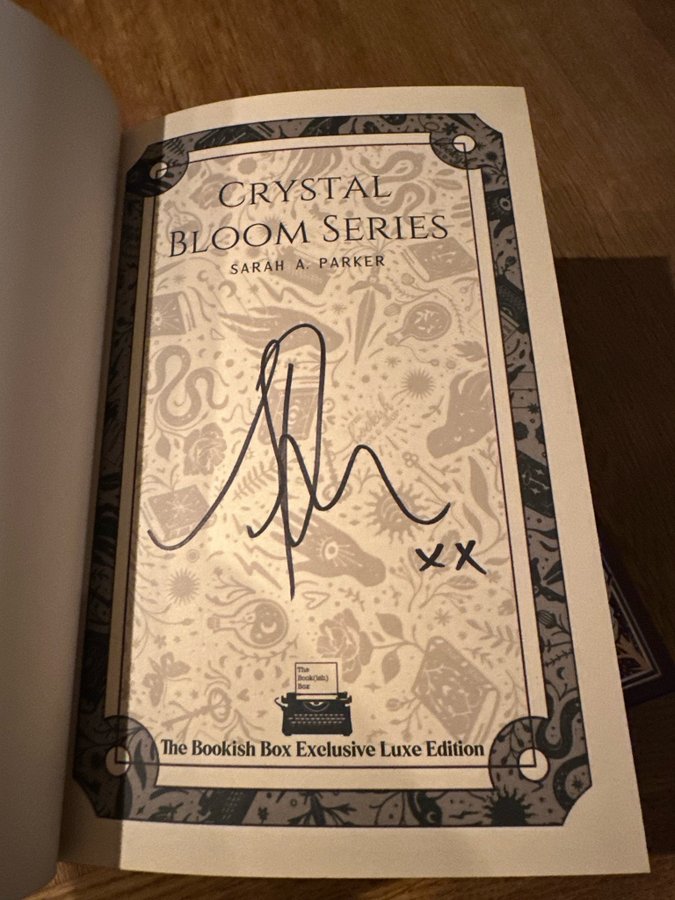 CRYSTAL
BLOOM SERIES
SARAH A. PARKER
xx
The
Book(ish)
Box
The Bookish Box Exclusive Luxe Edition